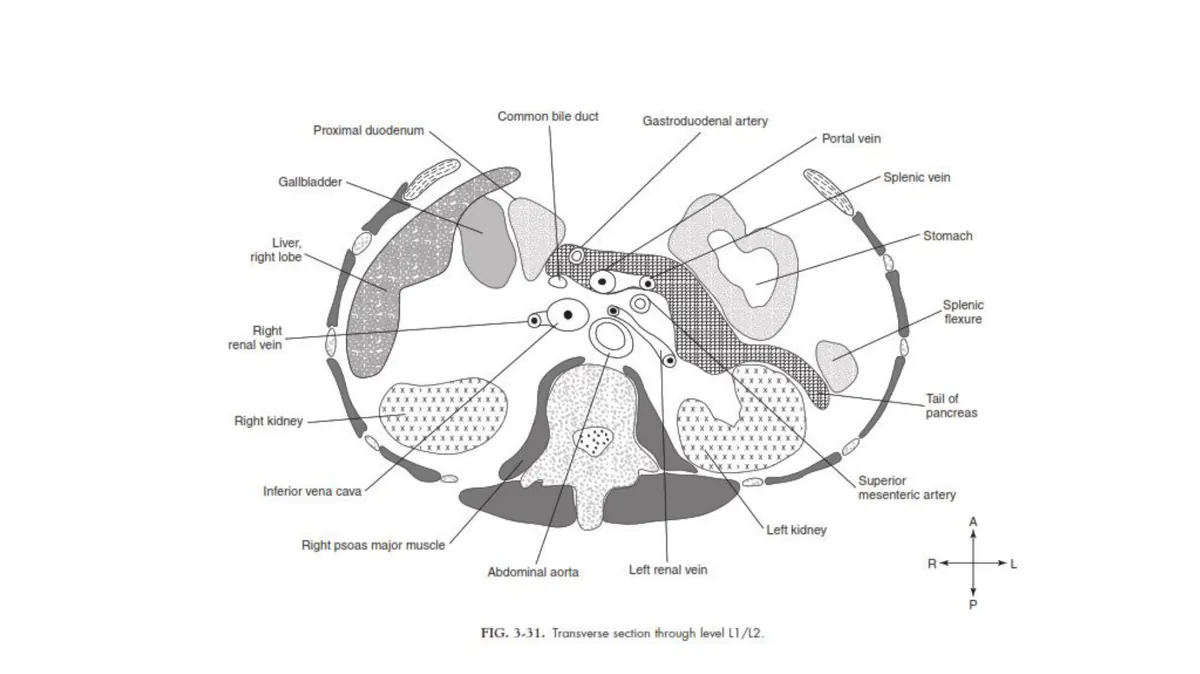 Common bile duct
Gastroduodenal artery
Proximal duodenum
Portal vein
Gallbladder
Splenic vein
Liver,
right lobe
Stomach
Splenic
flexure
Right
renal vein
Tail of
pancreas
Right kidney
Inferior vena cava
Superior
mesenteric artery
Left kidney
Right psoas major muscle
Abdominal aorta
Left renal vein
A
R
L
P
FIG. 3-31. Transverse section through level L1/L2.